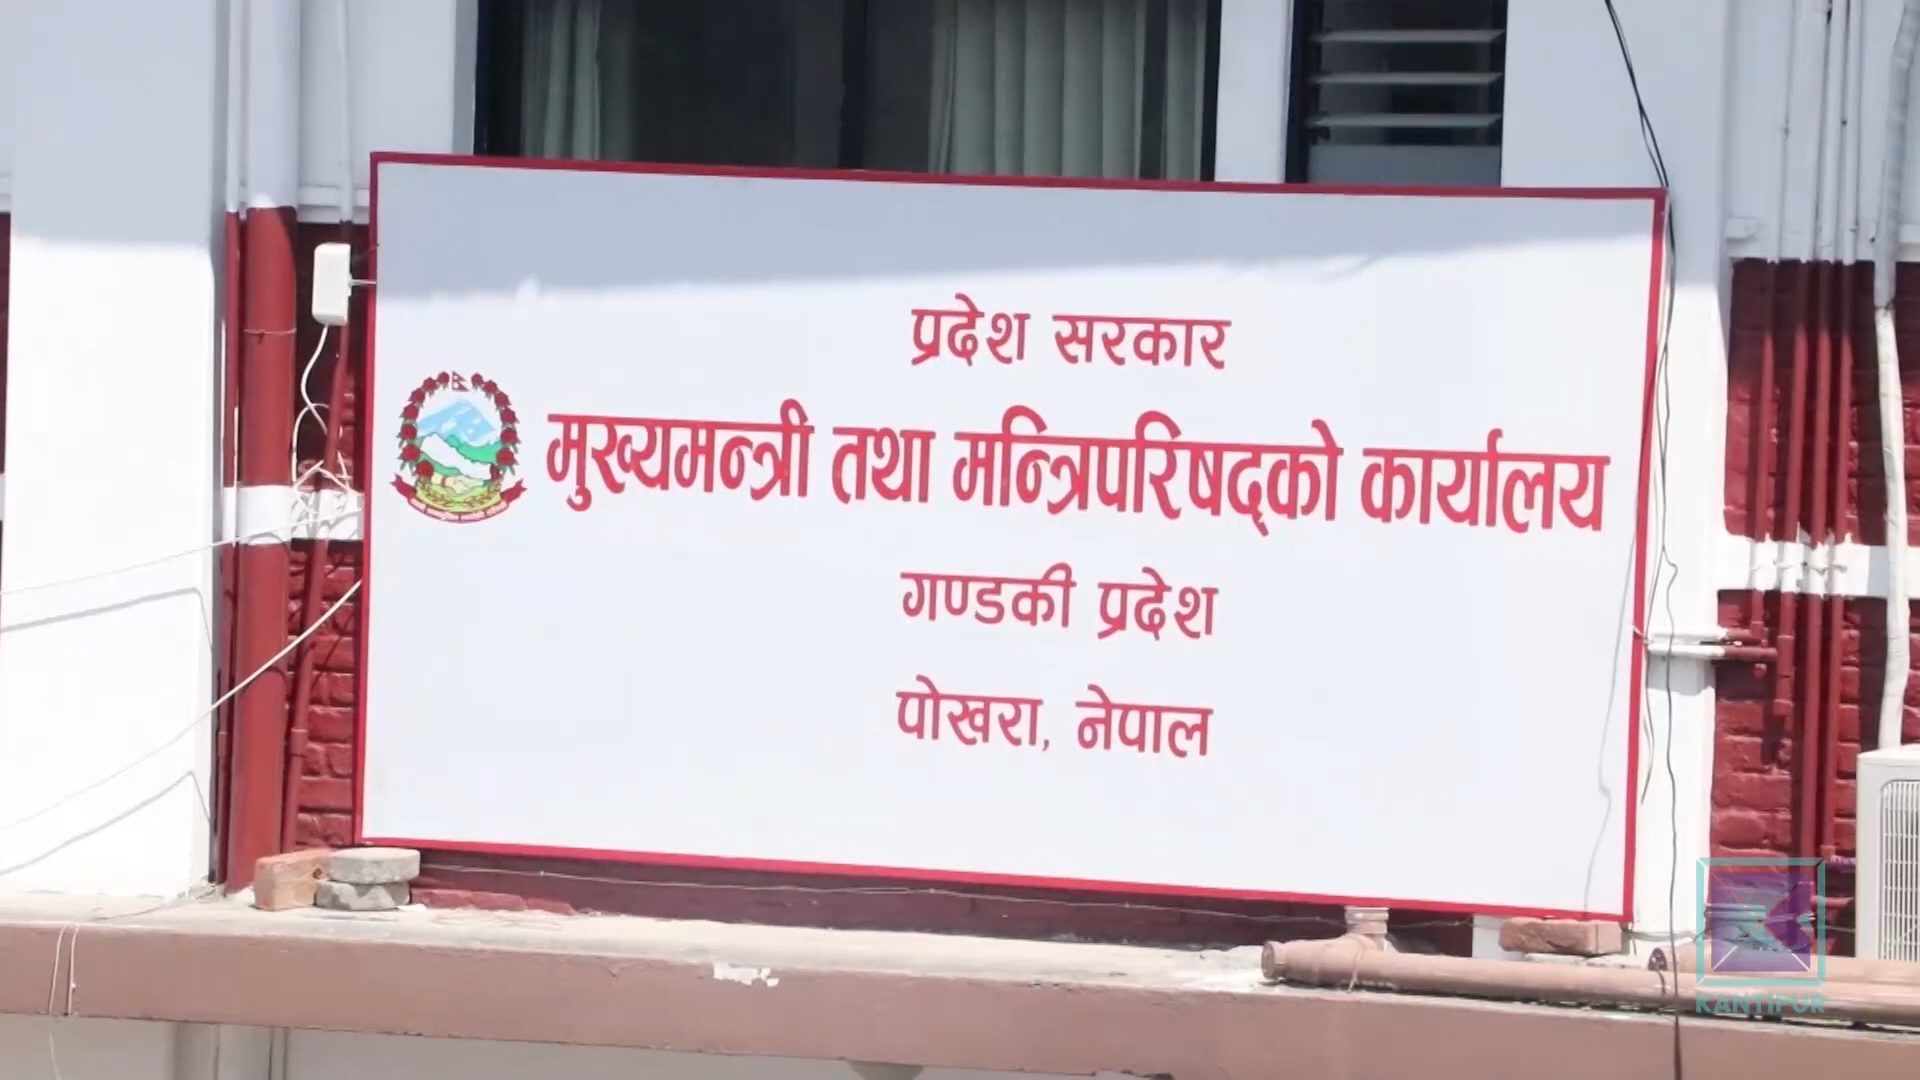 प्रदेश सरकार
मुख्यमन्त्री तथा मन्त्रिपरिषद्को कार्यालय
गण्डकी प्रदेश
पोखरा, नेपाल
KANTIPUR